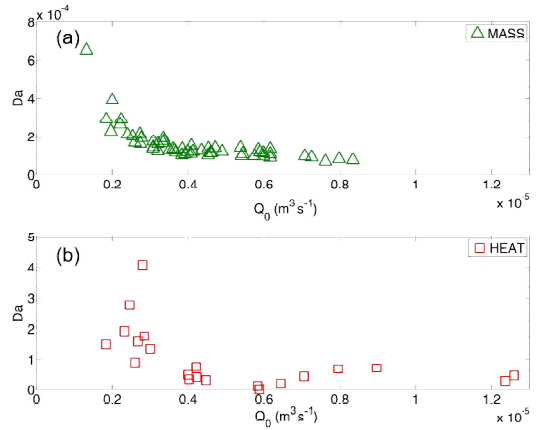 8 x 10⁻⁴
(a)
MASS
6
Da
4
2
0
0 0.2 0.4 0.6 0.8 1 1.2
x 10⁻⁵
Q₀ (m³ s⁻¹)
5
(b)
HEAT
4
3
Da
2
1
0
0 0.2 0.4 0.6 0.8 1 1.2
x 10⁻⁵
Q₀ (m³ s⁻¹)